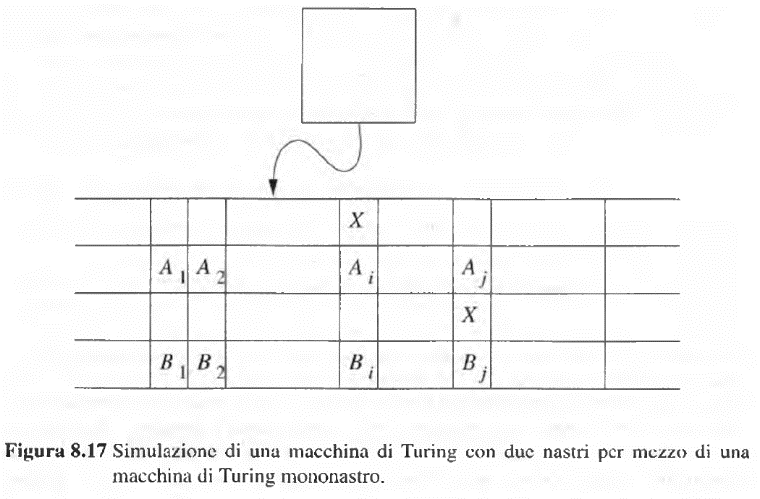 X
A 1 A 2 A i A j
X
B 1 B 2 B i B j
Figura 8.17 Simulazione di una macchina di Turing con due nastri per mezzo di una
macchina di Turing mononastro.